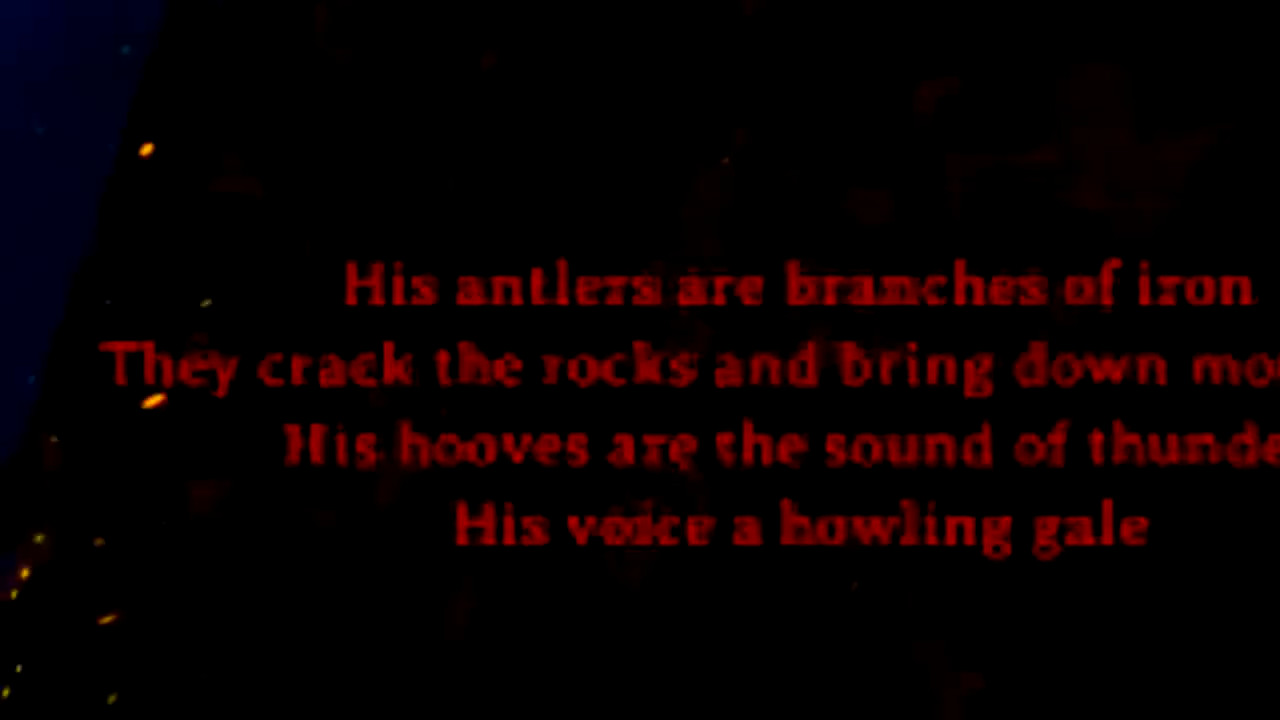 His antlers are branches of iron
They crack the rocks and bring down
His hooves are the sound of
His voice a howling gale